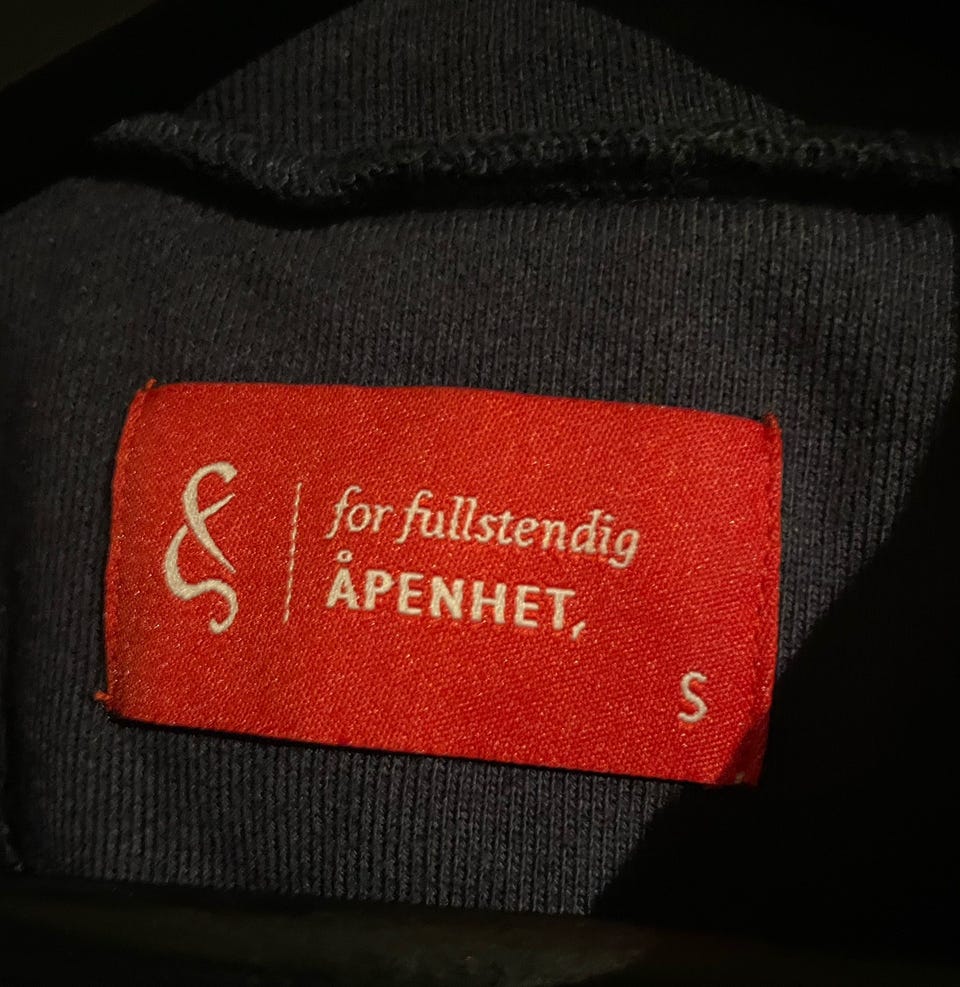 for fullstendig
ÅPENHET,
S